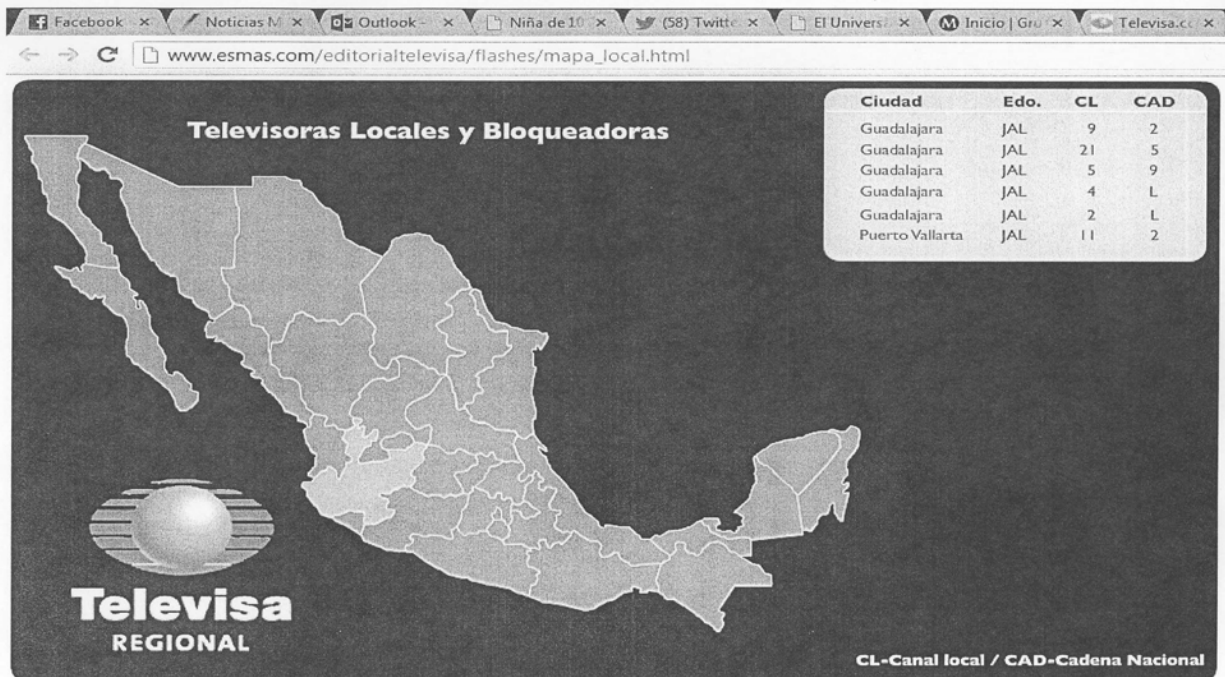 Facebook - × Noticias M × Outlook - × Niña de 10 × (58) Twitte × El Univers × Inicio | Gru × Televisa.co ×
www.esmas.com/editorialtelevisa/flashes/mapa_local.html
Televisoras Locales y Bloqueadoras
Ciudad Edo. CL CAD
Guadalajara JAL 9 2
Guadalajara JAL 21 5
Guadalajara JAL 5 9
Guadalajara JAL 4 L
Guadalajara JAL 2 L
Puerto Vallarta JAL 11 2
Televisa
REGIONAL
CL-Canal local / CAD-Cadena Nacional